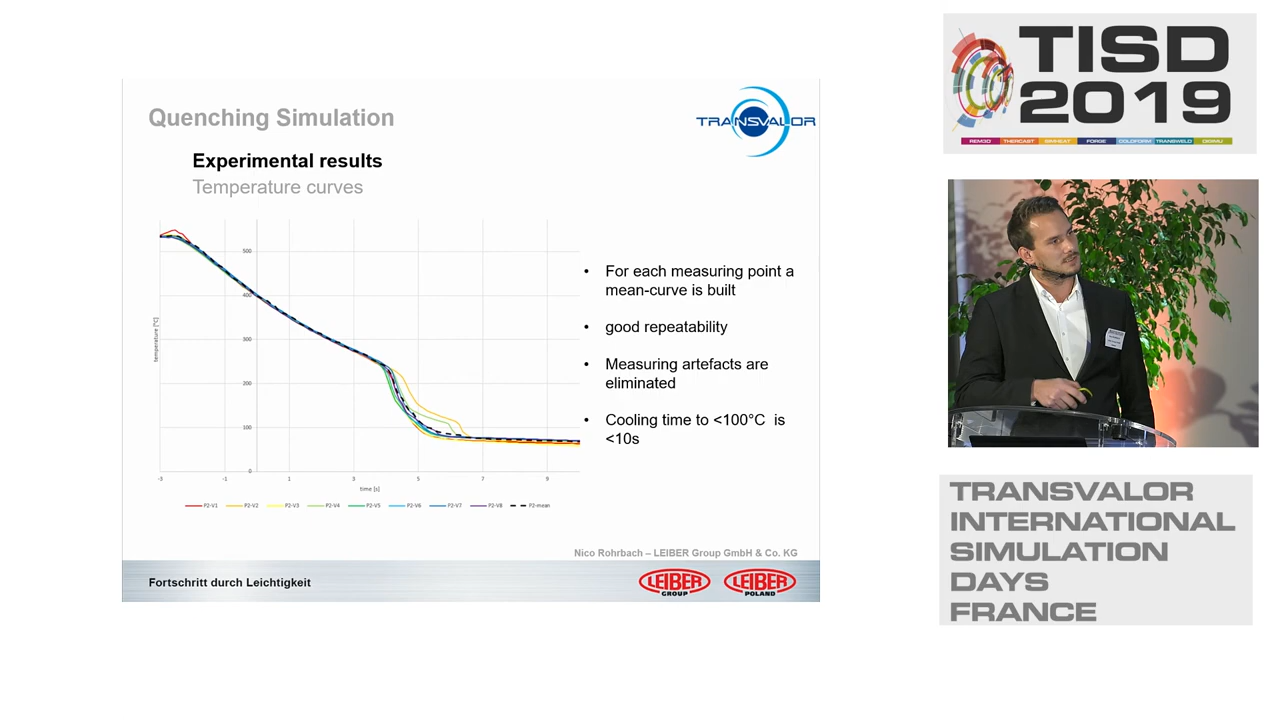 Quenching Simulation
TRANSVALOR
Experimental results
Temperature curves
temperature [°C]
500
400
300
200
100
0
-3 -1 1 3 5 7 9
time [s]
P2-V1 P2-V2 P2-V3 P2-V4 P2-V5 P2-V6 P2-V7 P2-V8 P2-mean
• For each measuring point a
mean-curve is built
• good repeatability
• Measuring artefacts are
eliminated
• Cooling time to <100°C is
<10s
Nico Rohrbach – LEIBER Group GmbH & Co. KG
Fortschritt durch Leichtigkeit
LEIBER
GROUP
LEIBER
POLAND
TISD
2019
REM3D THERCAST SIMHEAT FORGE COLDFORM TRANSWELD DIGIMU
TRANSVALOR
INTERNATIONAL
SIMULATION
DAYS
FRANCE